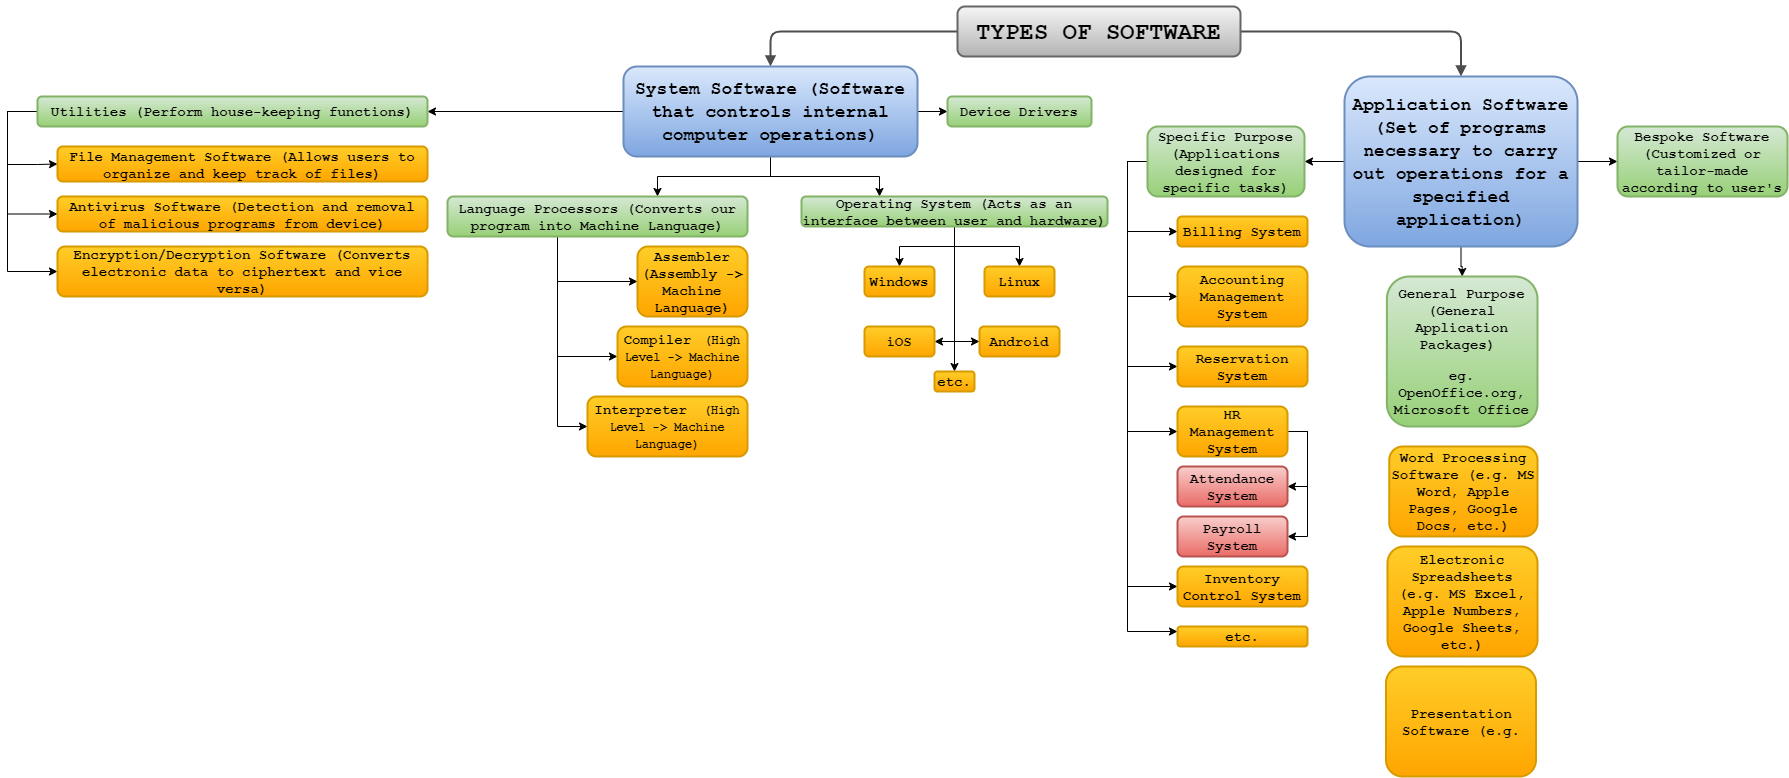 TYPES OF SOFTWARE
System Software (Software
that controls internal
computer operations)
Utilities (Perform house-keeping functions)
File Management Software (Allows users to
organize and keep track of files)
Antivirus Software (Detection and removal
of malicious programs from device)
Encryption/Decryption Software (Converts
electronic data to ciphertext and vice
versa)
Device Drivers
Language Processors (Converts our
program into Machine Language)
Assembler
(Assembly ->
Machine
Language)
Compiler (High
Level -> Machine
Language)
Interpreter (High
Level -> Machine
Language)
Operating System (Acts as an
interface between user and hardware)
Windows
Linux
iOS
Android
etc.
Application Software
(Set of programs
necessary to carry
out operations for a
specified
application)
Specific Purpose
(Applications
designed for
specific tasks)
Billing System
Accounting
Management
System
Reservation
System
HR
Management
System
Attendance
System
Payroll
System
Inventory
Control System
etc.
Bespoke Software
(Customized or
tailor-made
according to user's
General Purpose
(General
Application
Packages)
eg.
OpenOffice.org,
Microsoft Office
Word Processing
Software (e.g. MS
Word, Apple
Pages, Google
Docs, etc.)
Electronic
Spreadsheets
(e.g. MS Excel,
Apple Numbers,
Google Sheets,
etc.)
Presentation
Software (e.g.